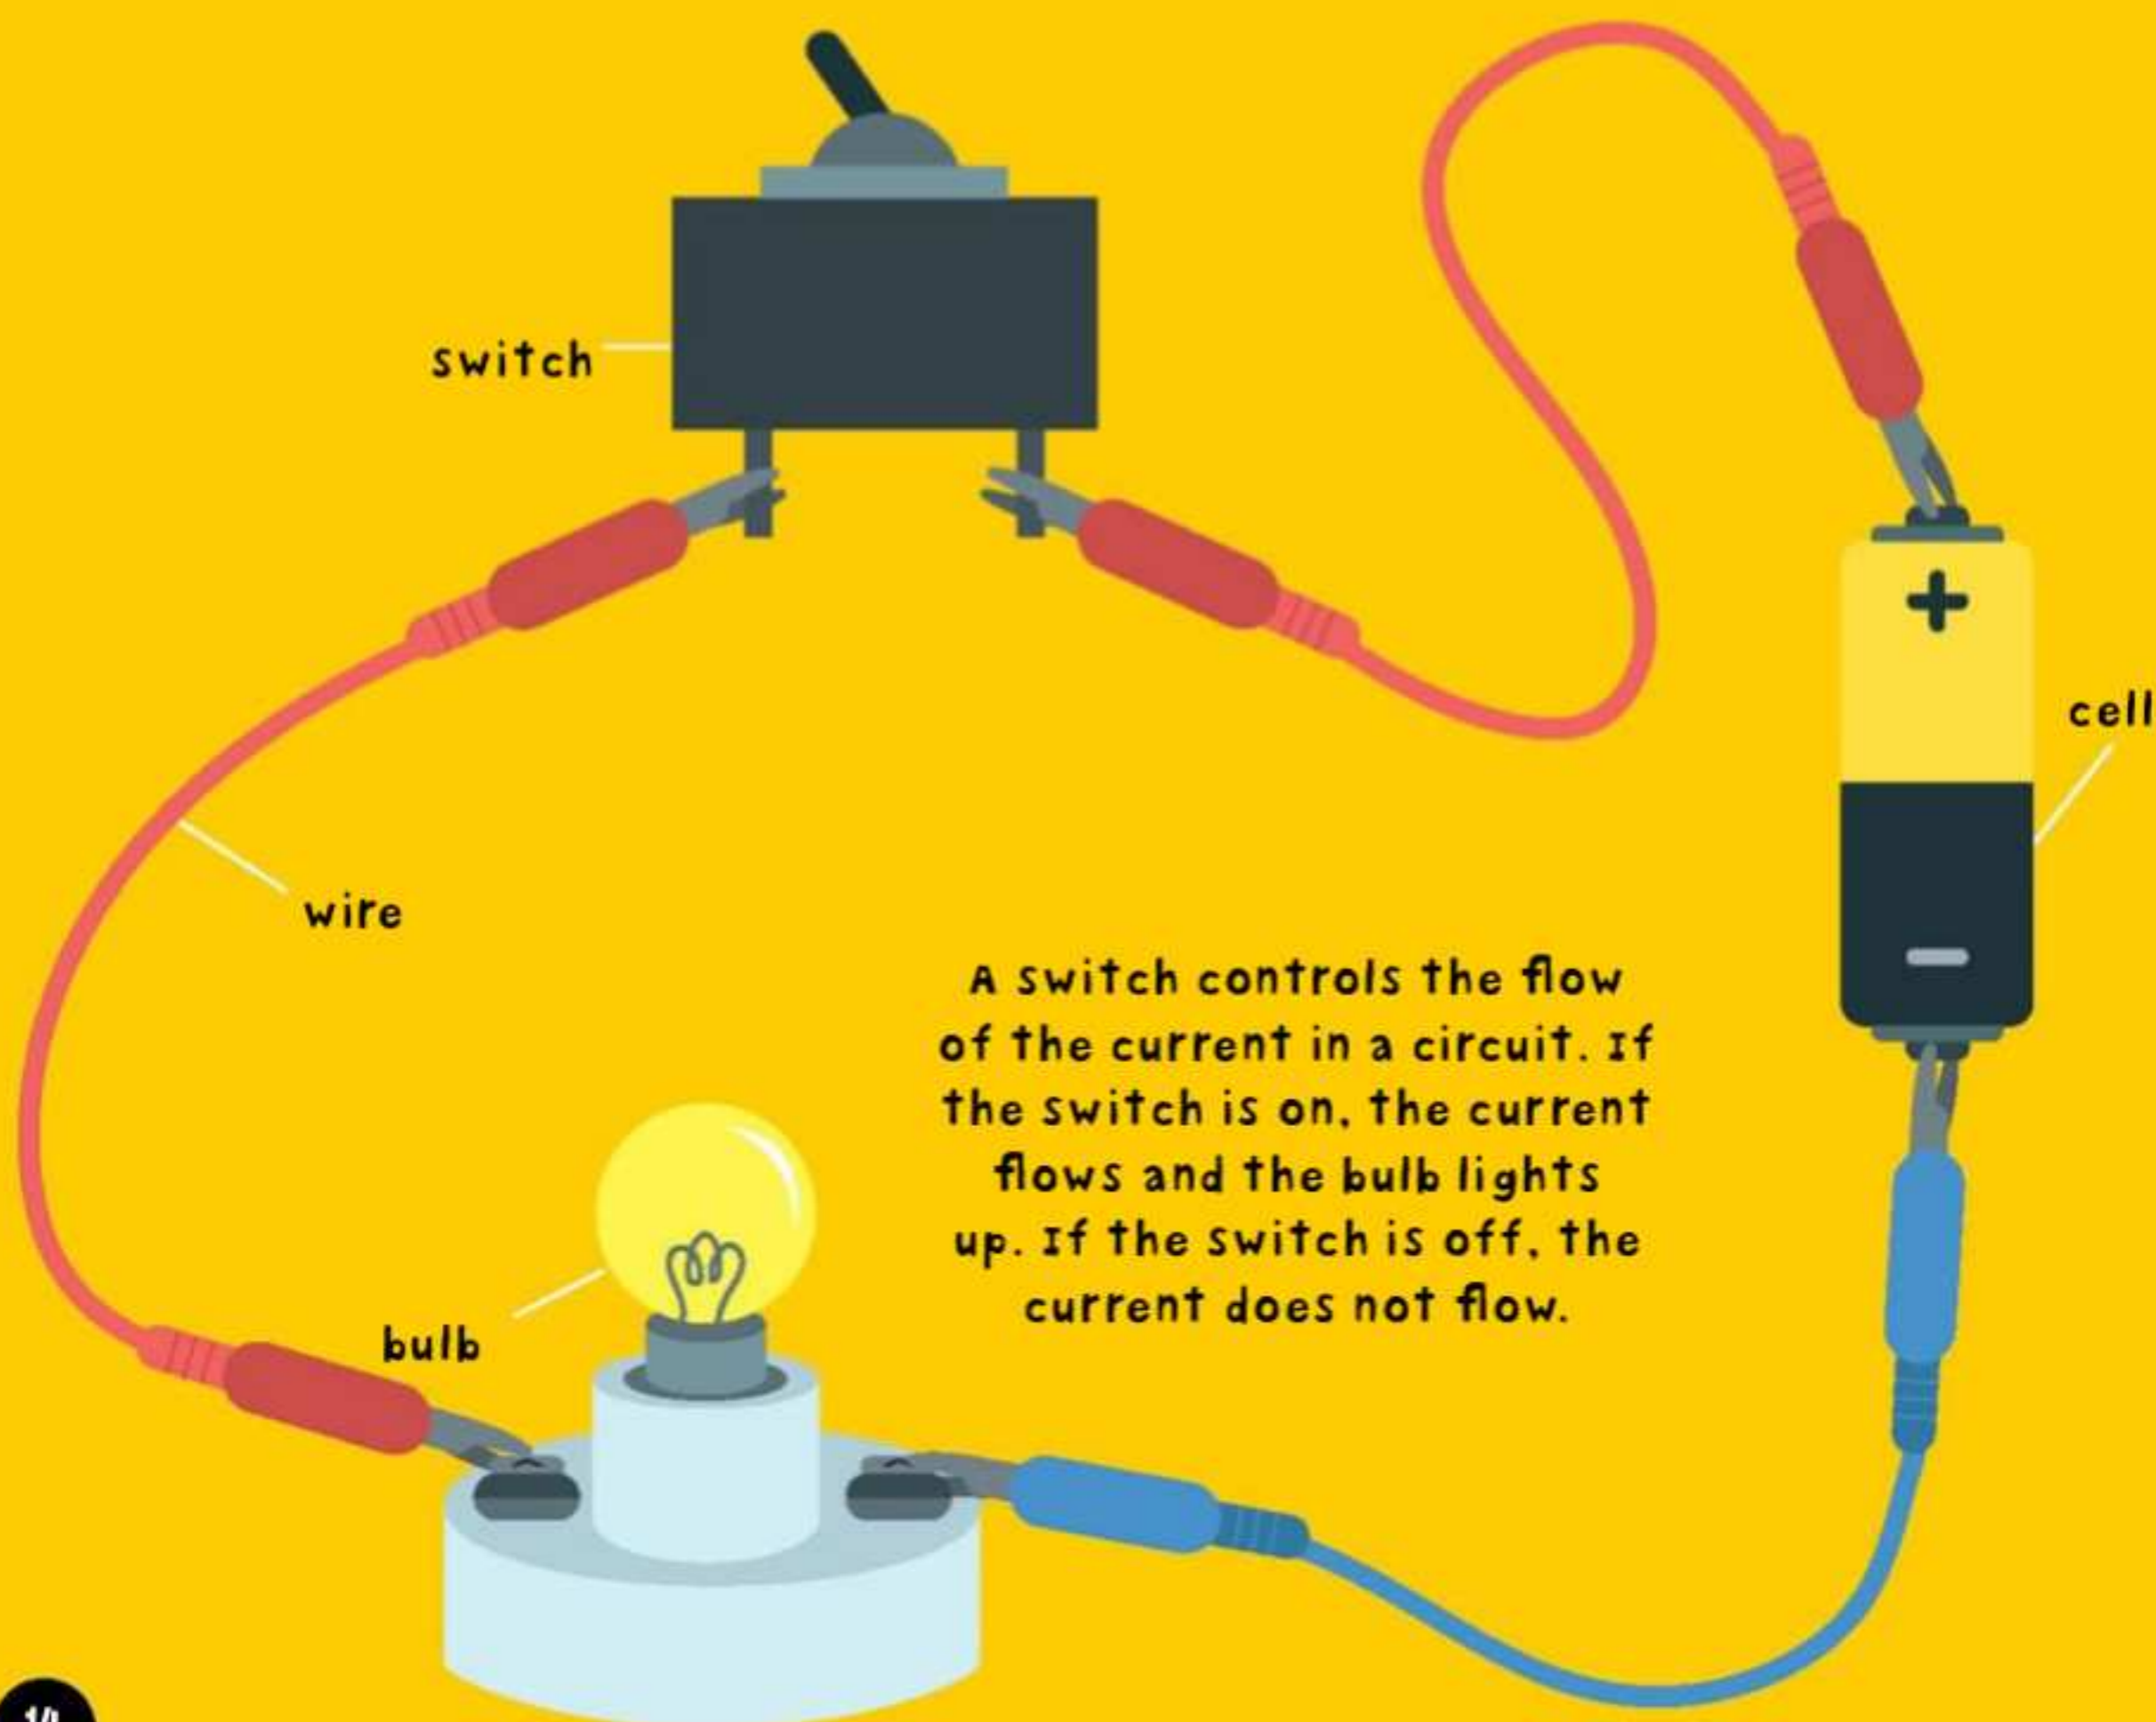 switch
cell
wire
A switch controls the flow
of the current in a circuit. If
the switch is on, the current
flows and the bulb lights
up. If the switch is off, the
current does not flow.
bulb
+
–
14